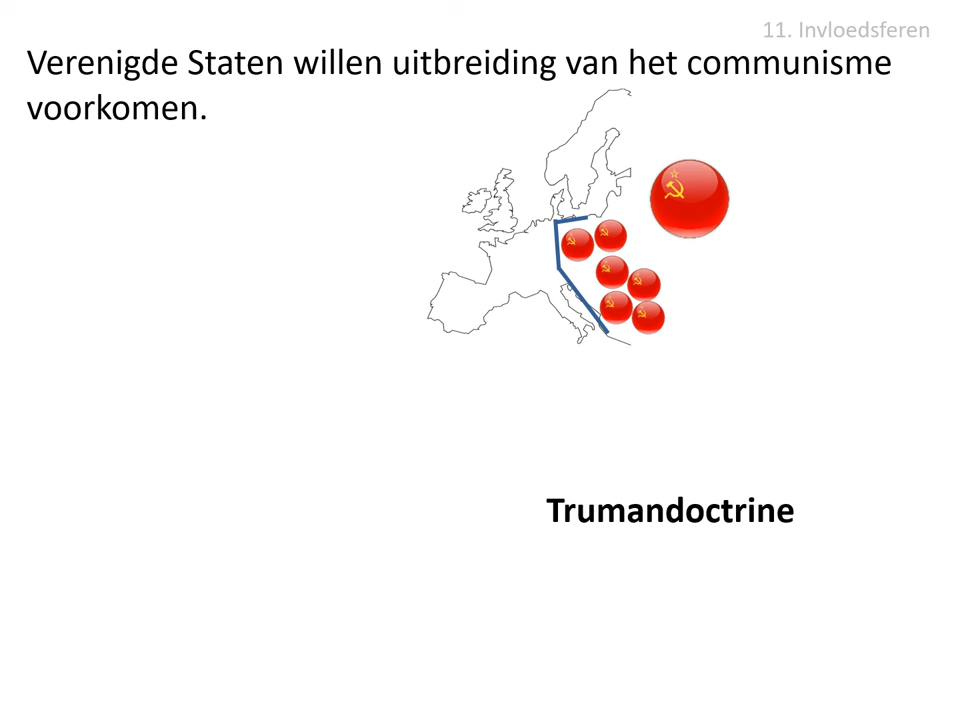 11. Invloedsferen
Verenigde Staten willen uitbreiding van het communisme
voorkomen.
Trumandoctrine